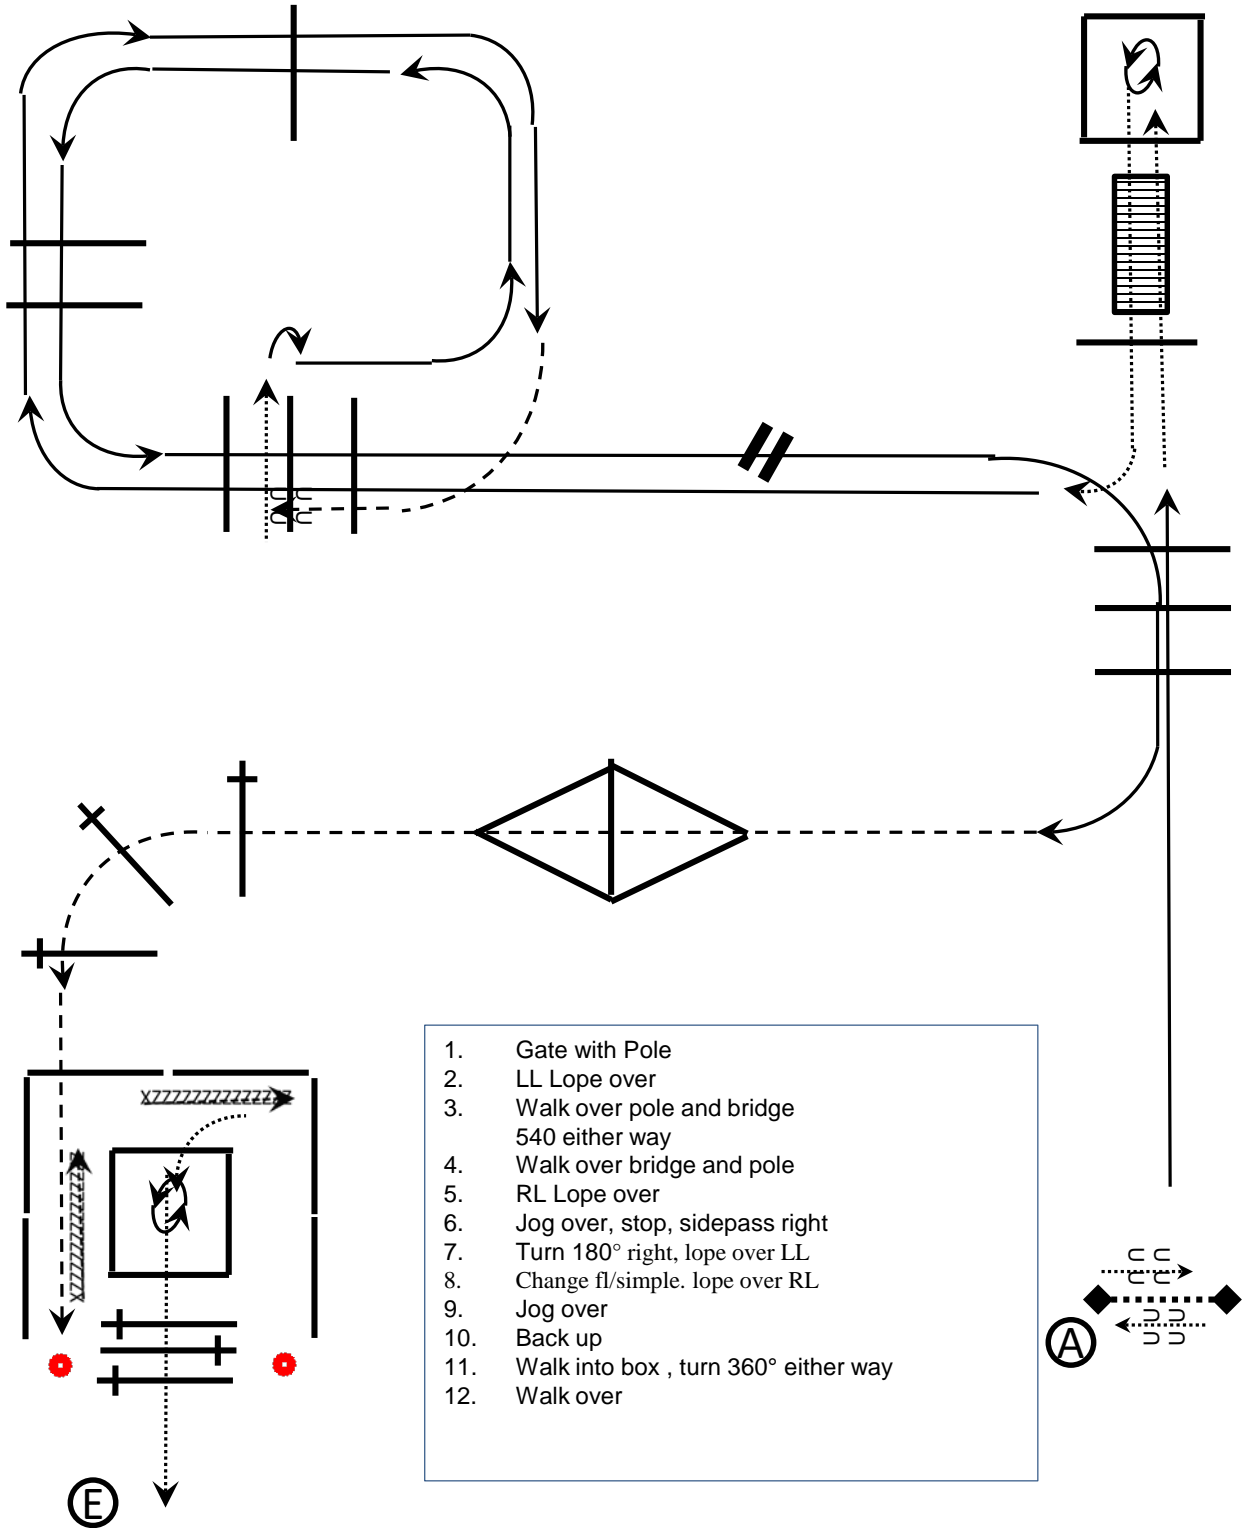 XZZZZZZZZZZZZZZ
XZZZZZZZZZZZZZZ
A
E
1. Gate with Pole
2. LL Lope over
3. Walk over pole and bridge
540 either way
4. Walk over bridge and pole
5. RL Lope over
6. Jog over, stop, sidepass right
7. Turn 180° right, lope over LL
8. Change fl/simple. lope over RL
9. Jog over
10. Back up
11. Walk into box , turn 360° either way
12. Walk over